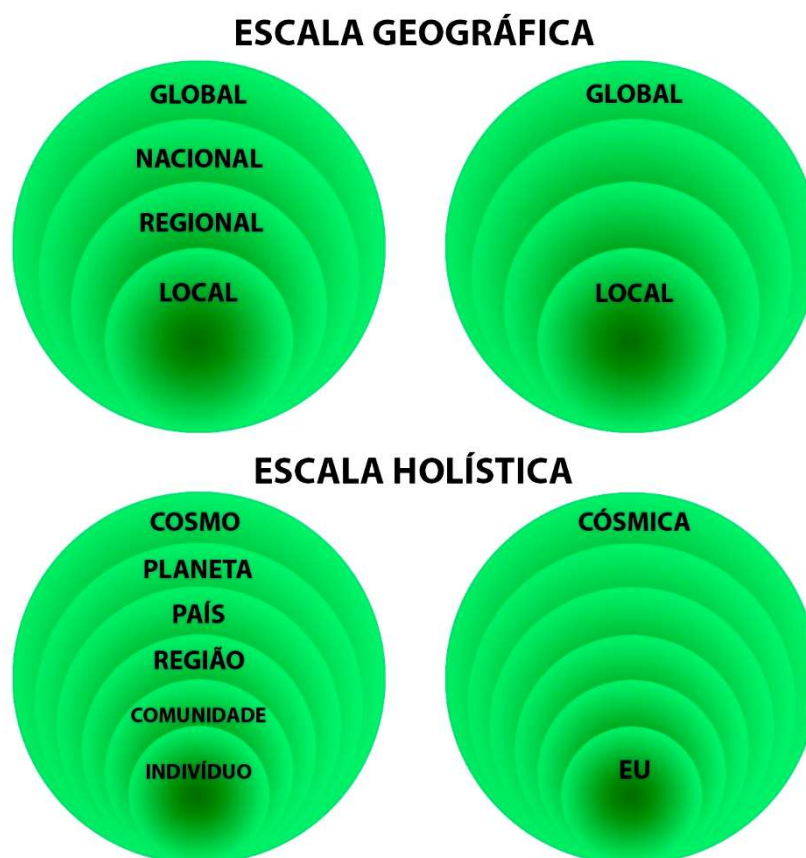 ESCALA GEOGRÁFICA
GLOBAL
NACIONAL
REGIONAL
LOCAL
GLOBAL
LOCAL
ESCALA HOLÍSTICA
COSMO
PLANETA
PAÍS
REGIÃO
COMUNIDADE
INDIVÍDUO
CÓSMICA
EU